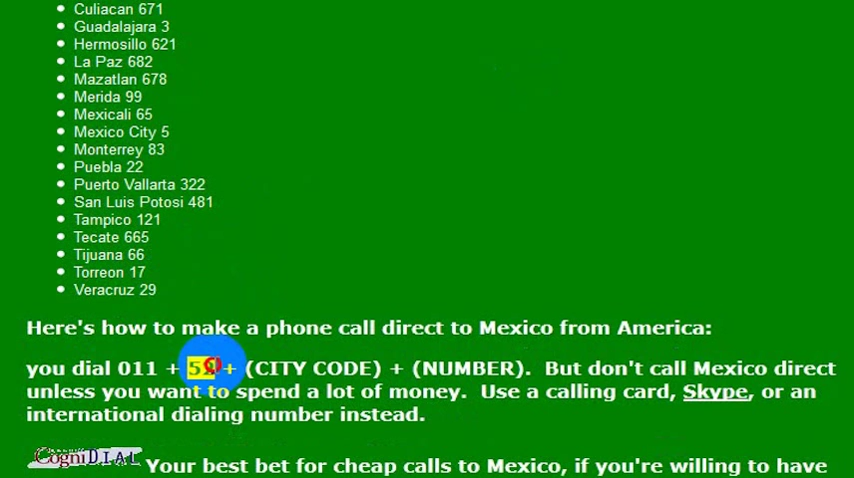 Culiacan 671
Guadalajara 3
Hermosillo 621
La Paz 682
Mazatlan 678
Merida 99
Mexicali 65
Mexico City 5
Monterrey 83
Puebla 22
Puerto Vallarta 322
San Luis Potosi 481
Tampico 121
Tecate 665
Tijuana 66
Torreon 17
Veracruz 29
Here's how to make a phone call direct to Mexico from America:
you dial 011 + 52 + (CITY CODE) + (NUMBER). But don't call Mexico direct
unless you want to spend a lot of money. Use a calling card, Skype, or an
international dialing number instead.
CogniDIAL Your best bet for cheap calls to Mexico, if you're willing to have